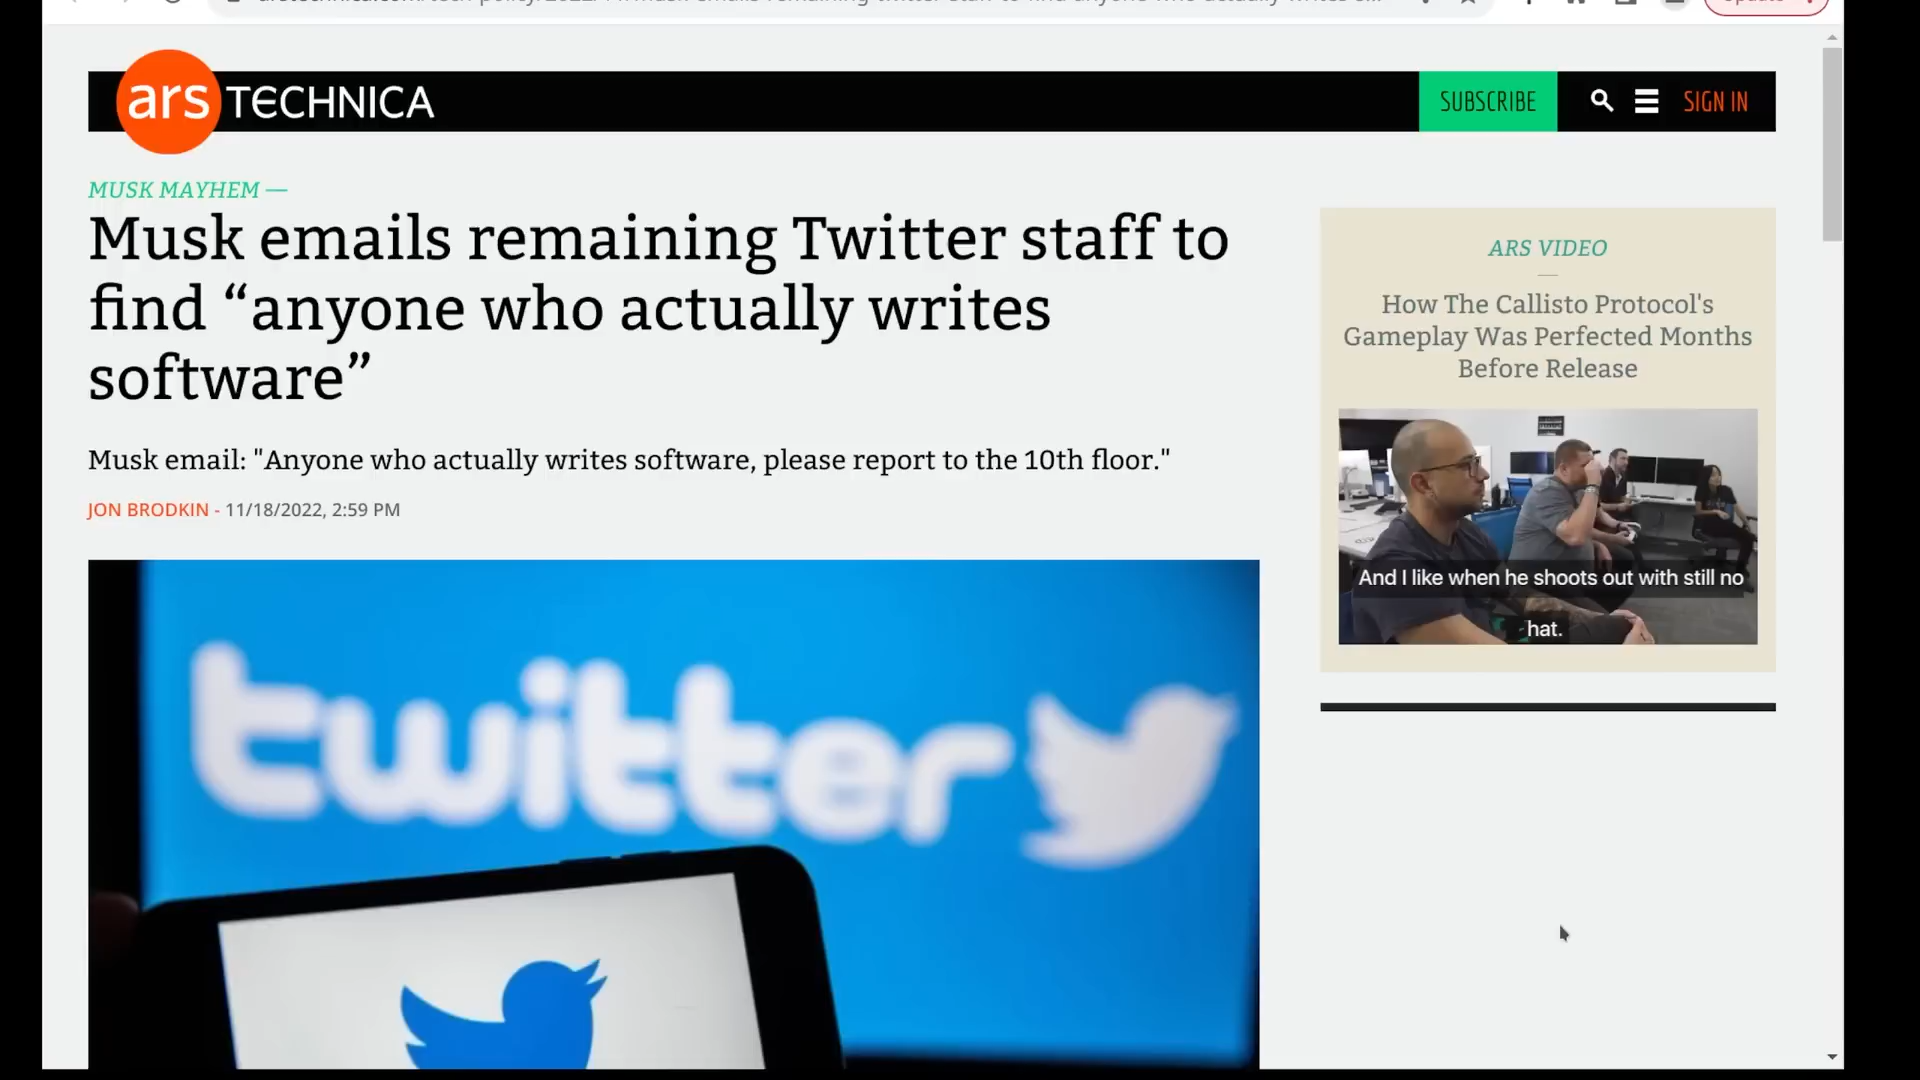 ars TECHNICA
SUBSCRIBE
SIGN IN
MUSK MAYHEM —
Musk emails remaining Twitter staff to
find “anyone who actually writes
software”
Musk email: "Anyone who actually writes software, please report to the 10th floor."
JON BRODKIN - 11/18/2022, 2:59 PM
twitter
ARS VIDEO
How The Callisto Protocol's
Gameplay Was Perfected Months
Before Release
And I like when he shoots out with still no
hat.